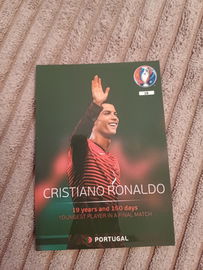 CRISTIANO RONALDO
19 years and 150 days
YOUNGEST PLAYER IN A FINAL MATCH
PORTUGAL